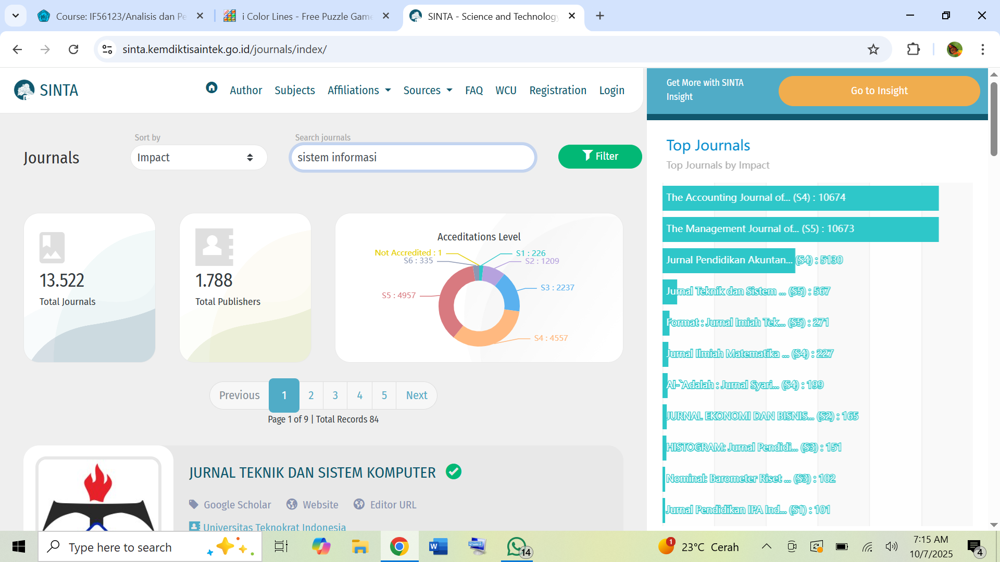 Course: IF56123/Analisis dan Pe
i Color Lines - Free Puzzle Game
SINTA - Science and Technology
sinta.kemdiktisaintek.go.id/journals/index/
SINTA
Author
Subjects
Affiliations
Sources
FAQ
WCU
Registration
Login
Get More with SINTA
Insight
Go to Insight
Journals
Sort by
Impact
Search journals
sistem informasi
Filter
13.522
Total Journals
1.788
Total Publishers
Acceditations Level
Not Accredited : 1
S1 : 226
S6 : 335
S2 : 1209
S3 : 2237
S5 : 4957
S4 : 4557
Previous 1 2 3 4 5 Next
Page 1 of 9 | Total Records 84
JURNAL TEKNIK DAN SISTEM KOMPUTER
Google Scholar
Website
Editor URL
Universitas Teknokrat Indonesia
Top Journals
Top Journals by Impact
The Accounting Journal of... (S4) : 10674
The Management Journal of... (S5) : 10673
Jurnal Pendidikan Akuntan... (S4) : 5130
Jurnal Teknik dan Sistem ... (S5) : 567
Format : Jurnal Imiah Tek... (S5) : 271
Jurnal Ilmiah Matematika ... (S4) : 227
Al-`Adalah : Jurnal Syari... (S4) : 199
JURNAL EKONOMI DAN BISNIS... (S2) : 165
HISTOGRAM: Jurnal Pendidi... (S3) : 151
Nominal: Barometer Riset ... (S3) : 102
Jurnal Pendidikan IPA Ind... (S1) : 101
Type here to search
14
1
23°C Cerah
7:15 AM
10/7/2025
4